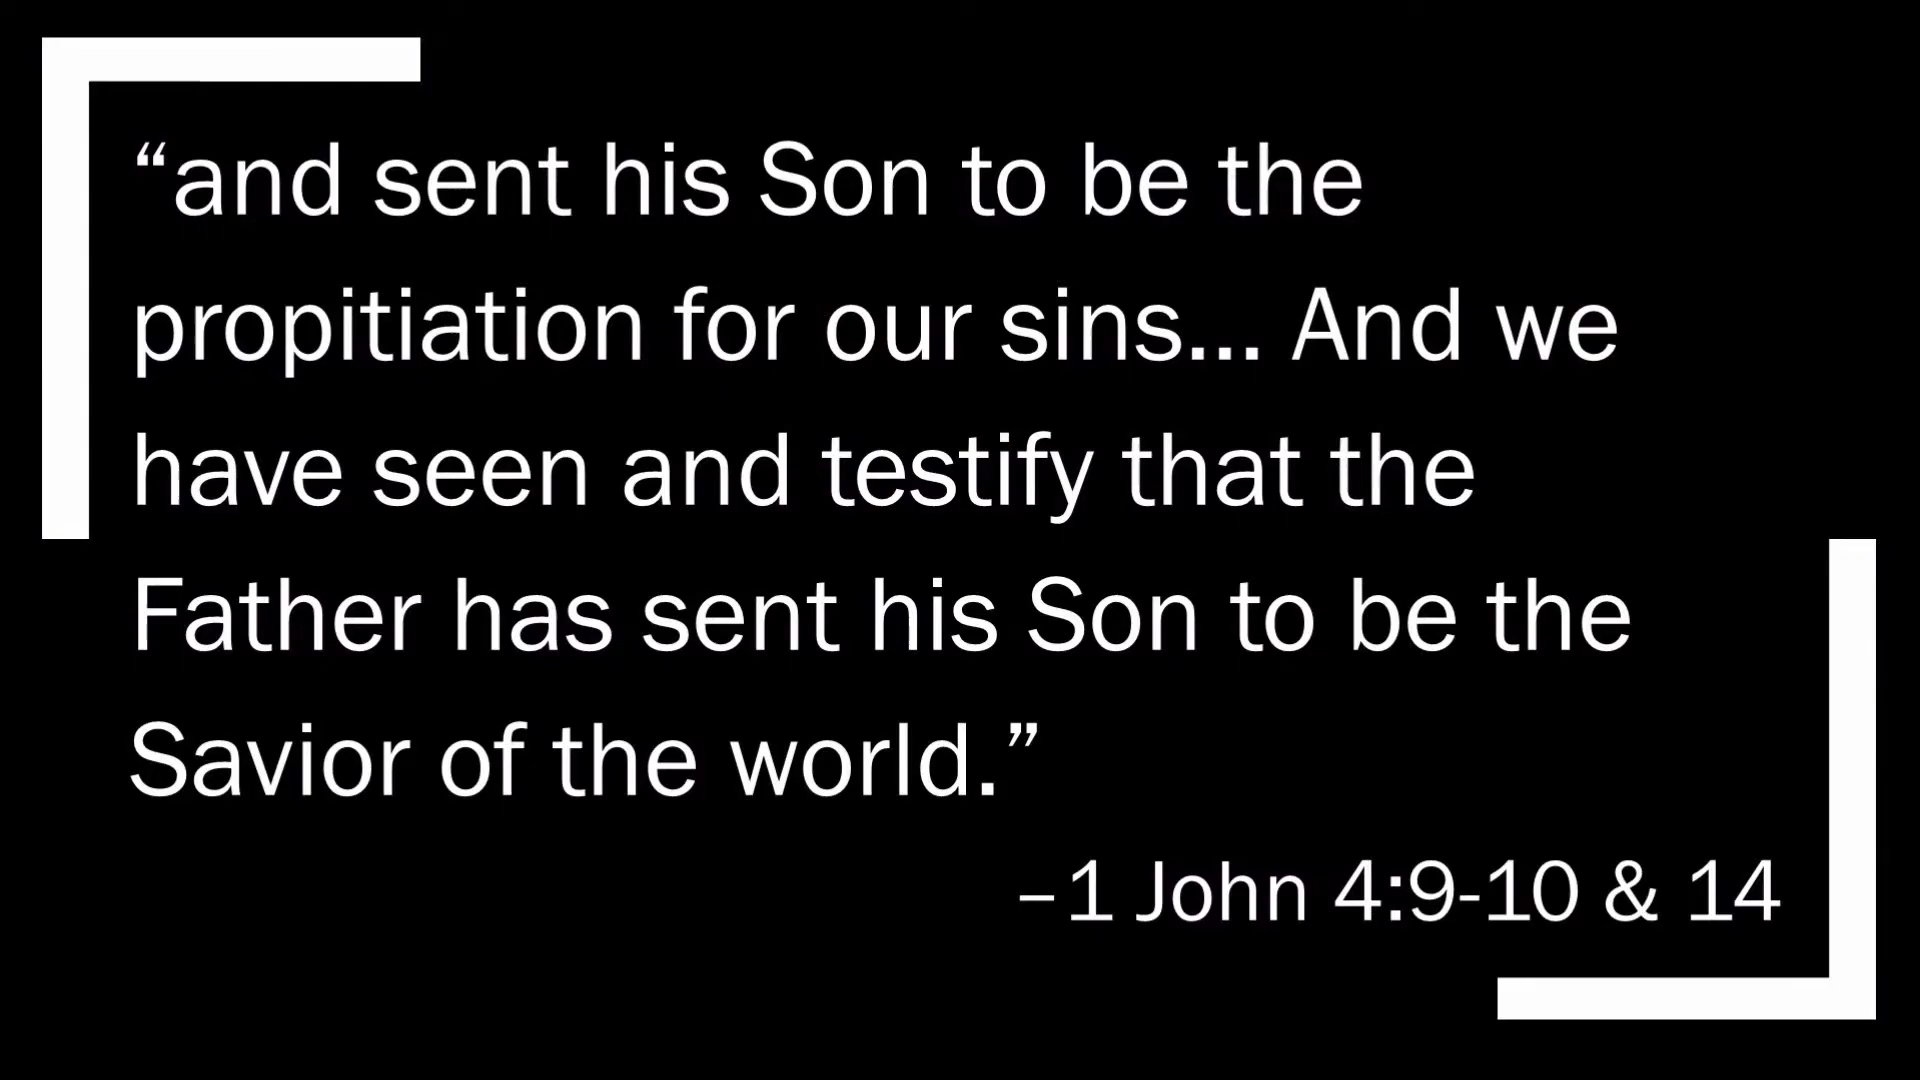 “and sent his Son to be the
propitiation for our sins... And we
have seen and testify that the
Father has sent his Son to be the
Savior of the world.”
–1 John 4:9-10 & 14